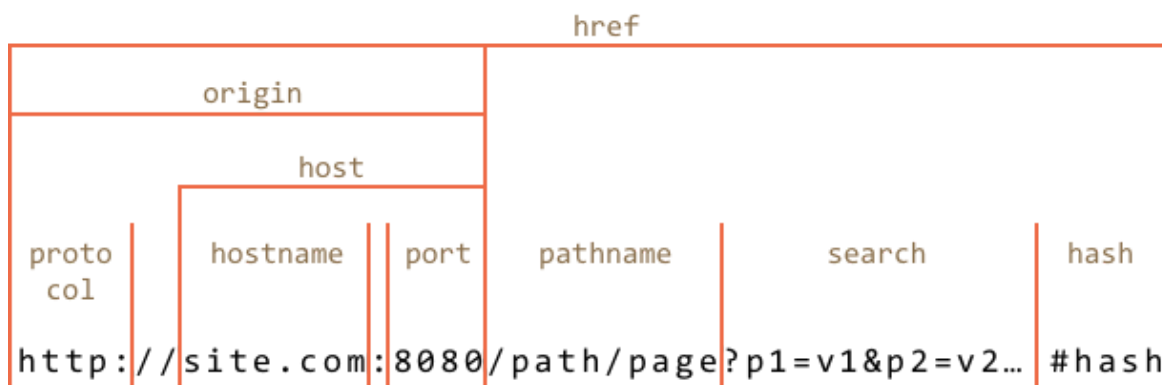 href
origin
host
proto
col
hostname
port
pathname
search
hash
http://site.com:8080/path/page?p1=v1&p2=v2… #hash